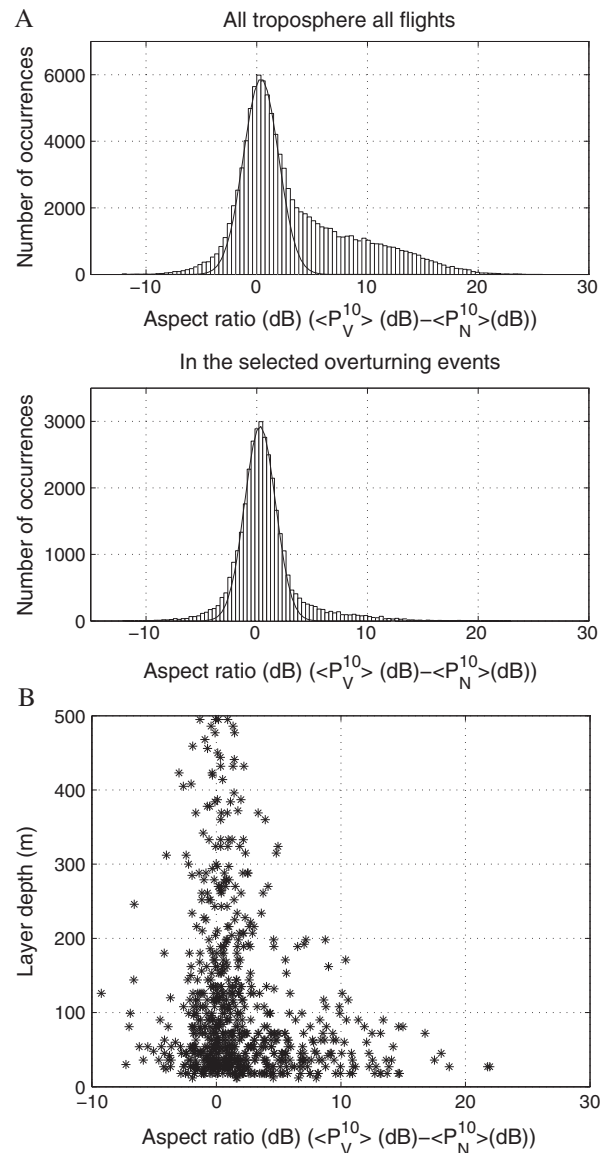 A
All troposphere all flights
Number of occurrences
6000
4000
2000
0
−10 0 10 20 30
Aspect ratio (dB) (<P_V^10> (dB)−<P_N^10>(dB))
In the selected overturning events
Number of occurrences
3000
2000
1000
0
−10 0 10 20 30
Aspect ratio (dB) (<P_V^10> (dB)−<P_N^10>(dB))
B
Layer depth (m)
500
400
300
200
100
0
−10 0 10 20 30
Aspect ratio (dB) (<P_V^10> (dB)−<P_N^10>(dB))